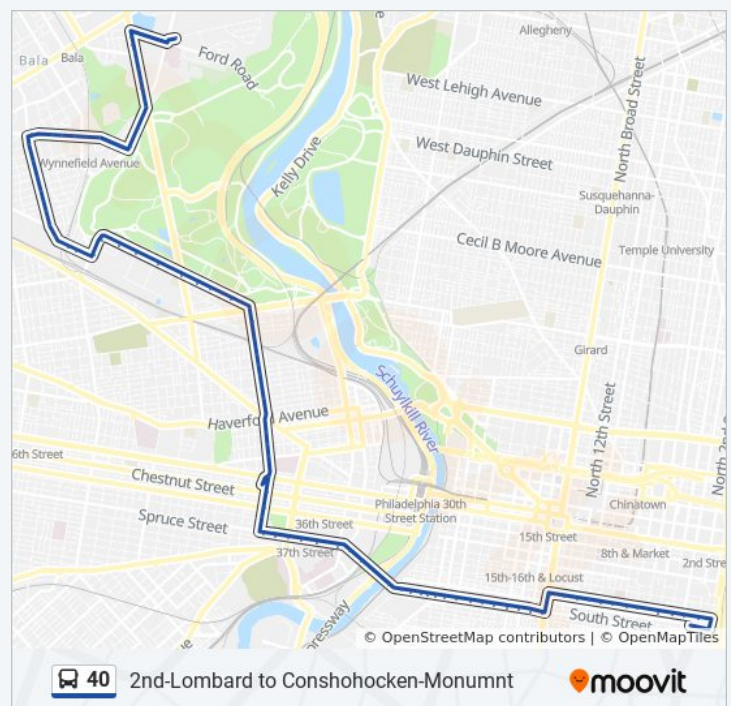 Allegheny
Bala
Bala
Ford Road
West Lehigh Avenue
North Broad Street
Kelly Drive
West Dauphin Street
Wynnefield Avenue
Susquehanna-
Dauphin
Cecil B Moore Avenue
Temple University
Girard
Schuylkill River
Haverford Avenue
North 12th Street
6th Street
Chestnut Street
Philadelphia 30th
Street Station
Chinatown
Spruce Street
36th Street
15th Street
8th & Market
37th Street
2nd Stre
15th-16th & Locust
South Street
ressway
© OpenStreetMap contributors | © OpenMapTiles
40 2nd-Lombard to Conshohocken-Monumnt
moovit